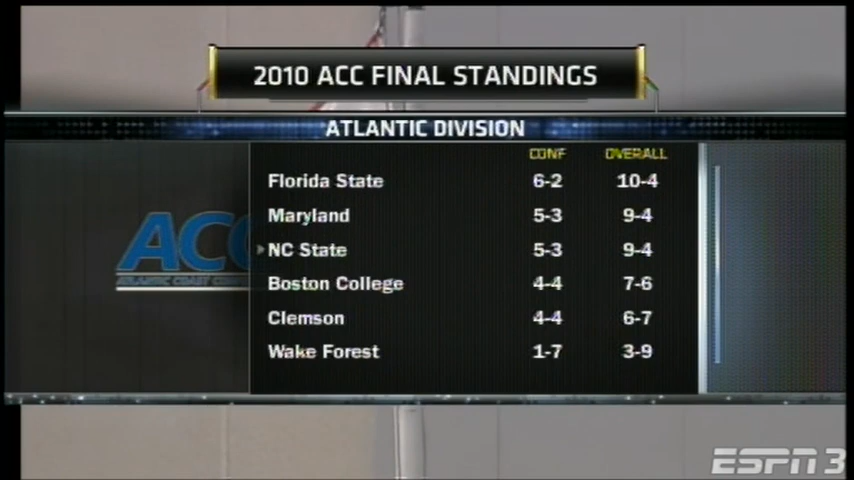 2010 ACC FINAL STANDINGS
ATLANTIC DIVISION
CONF OVERALL
Florida State 6-2 10-4
Maryland 5-3 9-4
NC State 5-3 9-4
Boston College 4-4 7-6
Clemson 4-4 6-7
Wake Forest 1-7 3-9
ACC
ATLANTIC COAST
ESPN3